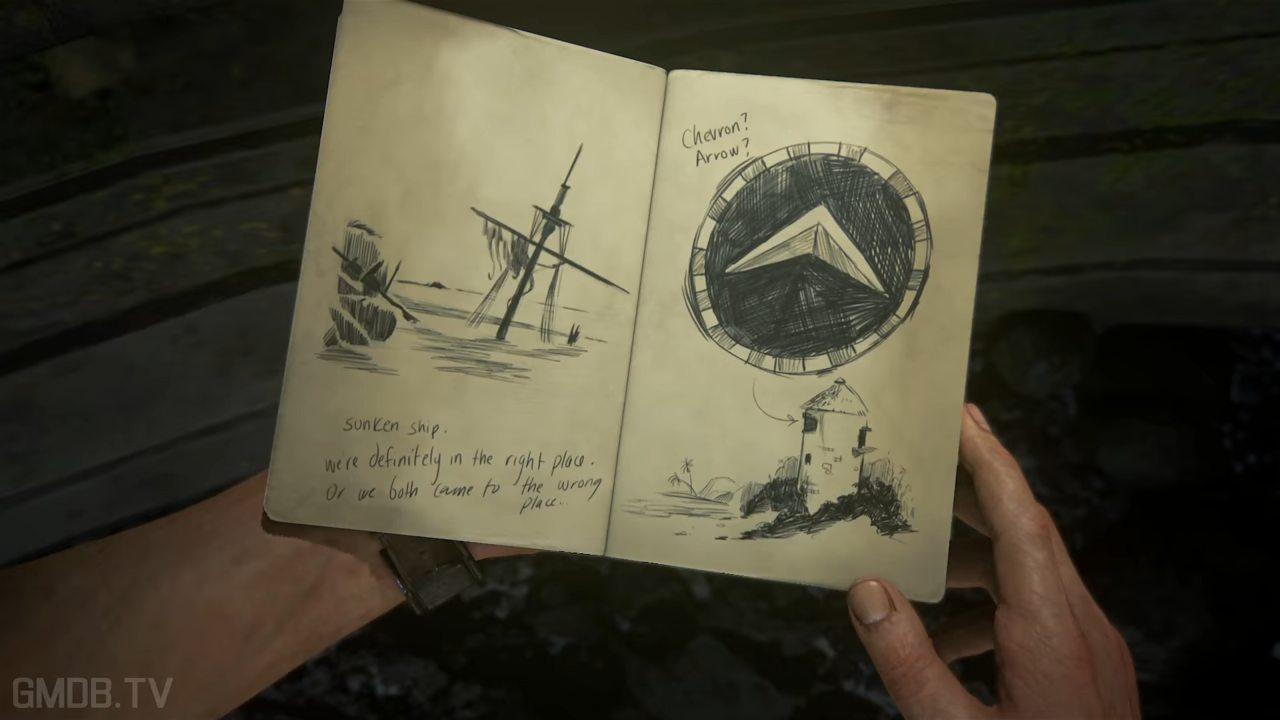 sunken ship.
were definitely in the right place.
Or we both came to the wrong
place...
Chevron?
Arrow?
GMDB.TV